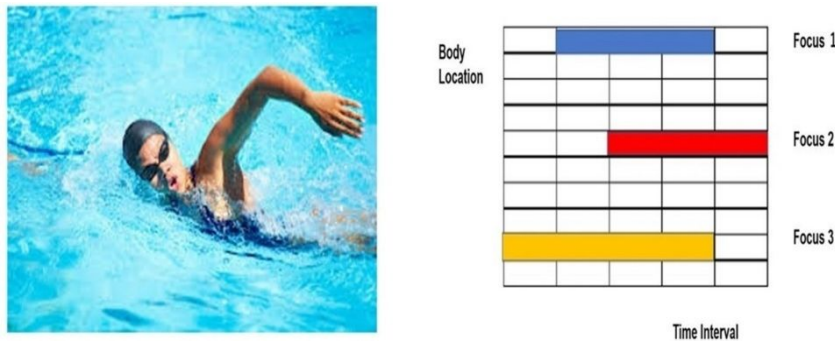 Body
Location
Focus 1
Focus 2
Focus 3
Time Interval